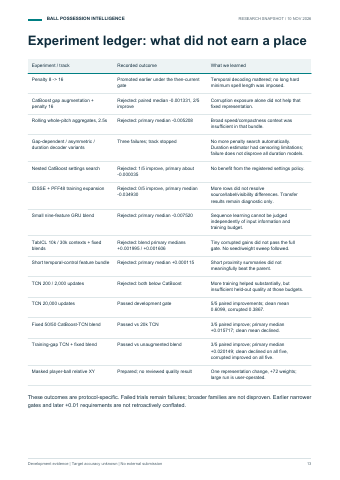 BALL POSSESSION INTELLIGENCE
RESEARCH SNAPSHOT / 10 NOV 2026
Experiment ledger: what did not earn a place
Experiment / track
Recorded outcome
What we learned
Penalty 8 -> 16
Promoted earlier under the three-current
gate
Temporal decoding mattered; no long hard
minimum spell length was imposed.
CatBoost gap augmentation +
penalty 16
Rejected: paired median -0.001331; 2/5
improve
Corruption exposure alone did not help that
fixed representation.
Rolling whole-pitch aggregates, 2.5s
Rejected: primary median -0.005208
Broad speed/compactness context was
insufficient in that bundle.
Gap-dependent / asymmetric /
duration decoder variants
Three failures; track stopped
No more penalty search automatically.
Duration estimator had censoring limitations;
failure does not disprove all duration models.
Nested CatBoost settings search
Rejected: 1/5 improve, primary about
-0.000035
No benefit from the registered settings policy.
IDSSE + PFF48 training expansion
Rejected: 0/5 improve, primary median
-0.034930
More rows did not resolve
source/label/visibility differences. Transfer
results remain diagnostic only.
Small nine-feature GRU blend
Rejected: primary median -0.007520
Sequence learning cannot be judged
independently of input information and
training budget.
TabICL 10k / 30k contexts + fixed
blends
Rejected: blend primary medians
+0.001995 / +0.001686
Tiny corrupted gains did not pass the full
gate. No seed/weight sweep followed.
Short temporal-control feature bundle
Rejected: primary median +0.000115
Short proximity summaries did not
meaningfully beat the parent.
TCN 200 / 2,000 updates
Rejected: both below CatBoost
More training helped substantially, but
insufficient held-out quality at those budgets.
TCN 20,000 updates
Passed development gate
5/5 paired improvements; clean mean
0.6099, corrupted 0.3867.
Fixed 50/50 CatBoost-TCN blend
Passed vs 20k TCN
3/5 paired improve; primary median
+0.015717; clean mean declined.
Training-gap TCN + fixed blend
Passed vs unaugmented blend
3/5 paired improve; primary median
+0.020149; clean declined on all five,
corrupted improved on all.
Masked player-ball relative XY
Prepared; no reviewed quality result
One representation change, +72 weights;
large run is user-operated.
These outcomes are protocol-specific. Failed trials remain failures; broader families are not disproven. Earlier narrower
gates and later +0.01 requirements are not retroactively conflated.
Development evidence | Target accuracy unknown | No external submission